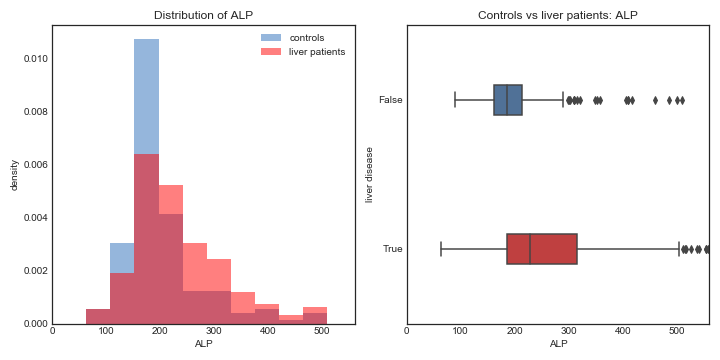 Distribution of ALP
controls
liver patients
0.010
0.008
0.006
0.004
0.002
0.000
density
0 100 200 300 400 500
ALP
Controls vs liver patients: ALP
False
True
liver disease
0 100 200 300 400 500
ALP